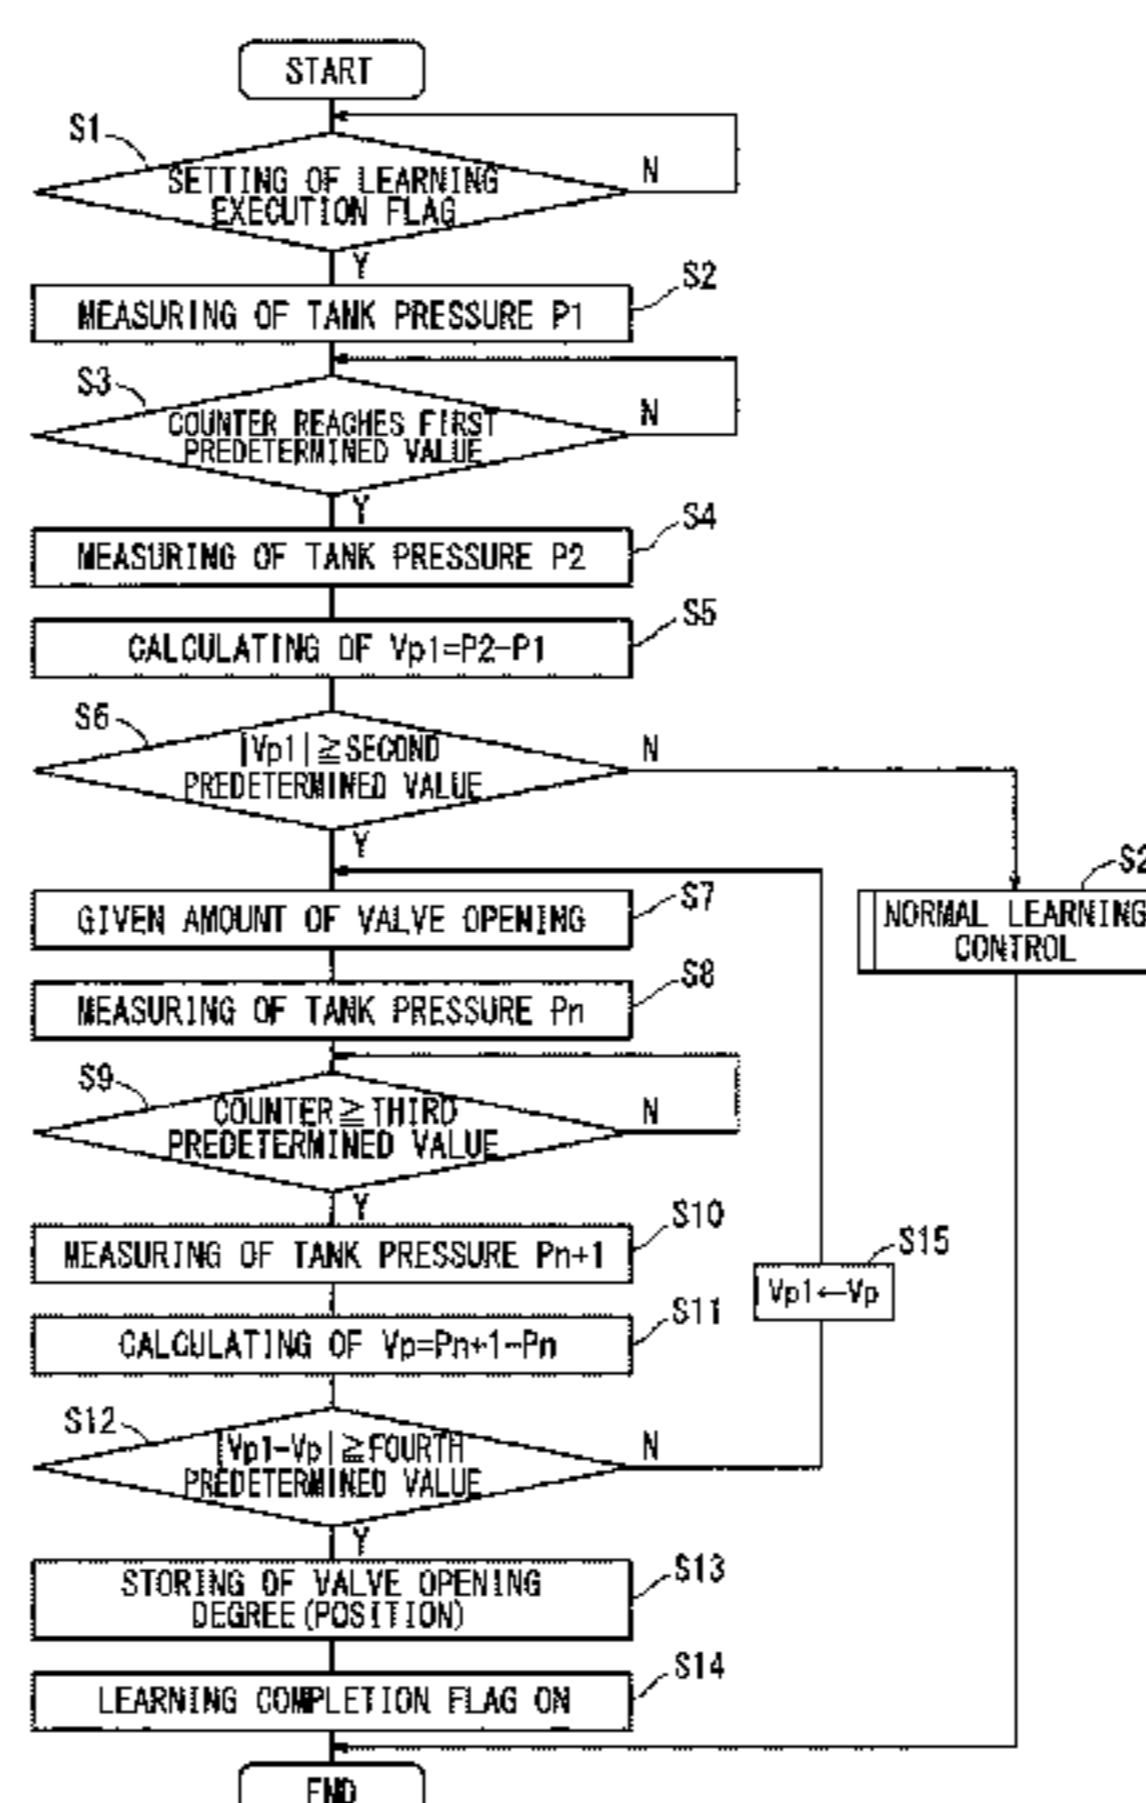 START
S1
SETTING OF LEARNING
EXECUTION FLAG
N
Y
S2
MEASURING OF TANK PRESSURE P1
S3
COUNTER REACHES FIRST
PREDETERMINED VALUE
N
Y
S4
MEASURING OF TANK PRESSURE P2
S5
CALCULATING OF Vp1=P2-P1
S6
|Vp1|≧SECOND
PREDETERMINED VALUE
N
Y
S7
GIVEN AMOUNT OF VALVE OPENING
NORMAL LEARNING
CONTROL
S8
MEASURING OF TANK PRESSURE Pn
S9
COUNTER≧THIRD
PREDETERMINED VALUE
N
Y
S10
MEASURING OF TANK PRESSURE Pn+1
S15
Vp1←Vp
S11
CALCULATING OF Vp=Pn+1-Pn
S12
|Vp1-Vp|≧FOURTH
PREDETERMINED VALUE
N
Y
S13
STORING OF VALVE OPENING
DEGREE(POSITION)
S14
LEARNING COMPLETION FLAG ON
END